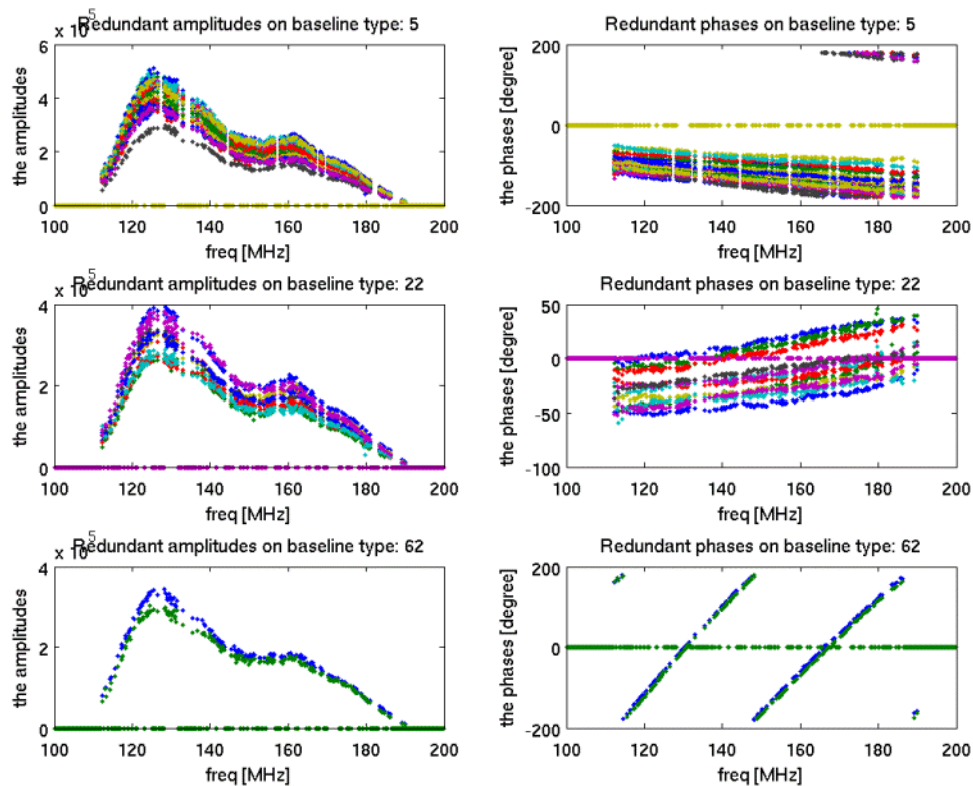 Redundant amplitudes on baseline type: 5
x 10^5
6
4
2
0
100 120 140 160 180 200
freq [MHz]
the amplitudes
Redundant phases on baseline type: 5
200
0
-200
100 120 140 160 180 200
freq [MHz]
the phases [degree]
Redundant amplitudes on baseline type: 22
x 10^5
4
2
0
100 120 140 160 180 200
freq [MHz]
the amplitudes
Redundant phases on baseline type: 22
50
0
-50
-100
100 120 140 160 180 200
freq [MHz]
the phases [degree]
Redundant amplitudes on baseline type: 62
x 10^5
4
2
0
100 120 140 160 180 200
freq [MHz]
the amplitudes
Redundant phases on baseline type: 62
200
0
-200
100 120 140 160 180 200
freq [MHz]
the phases [degree]